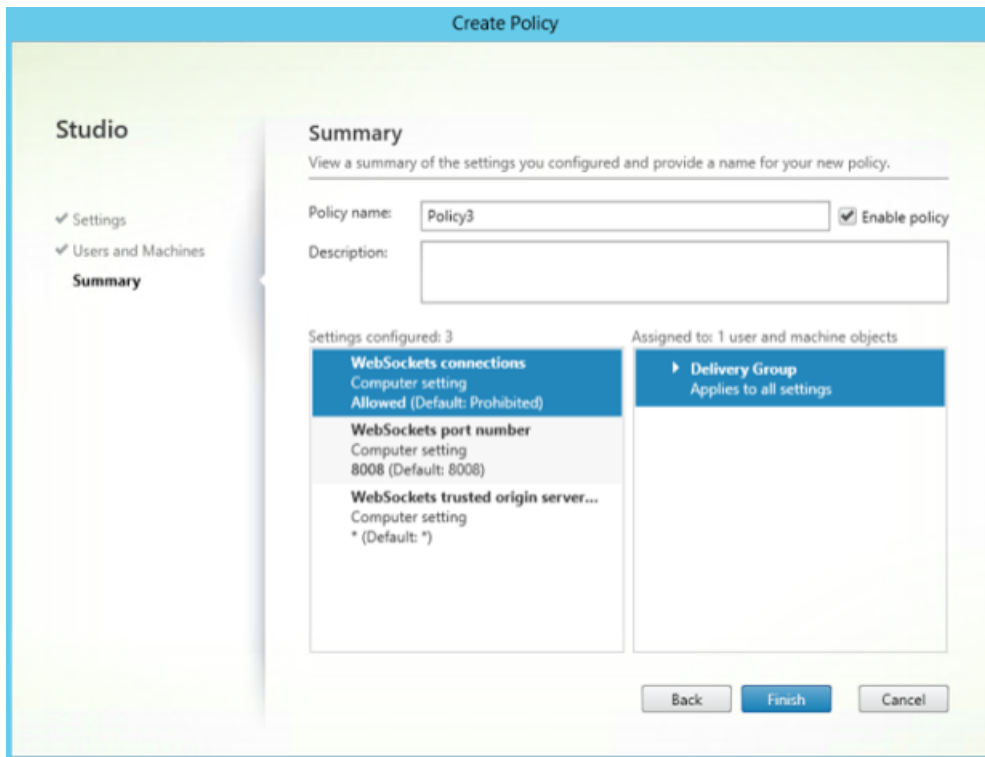 Create Policy
Studio
Settings
Users and Machines
Summary
Summary
View a summary of the settings you configured and provide a name for your new policy.
Policy name:
Policy3
Enable policy
Description:
Settings configured: 3
WebSockets connections
Computer setting
Allowed (Default: Prohibited)
WebSockets port number
Computer setting
8008 (Default: 8008)
WebSockets trusted origin server...
Computer setting
* (Default: *)
Assigned to: 1 user and machine objects
Delivery Group
Applies to all settings
Back
Finish
Cancel